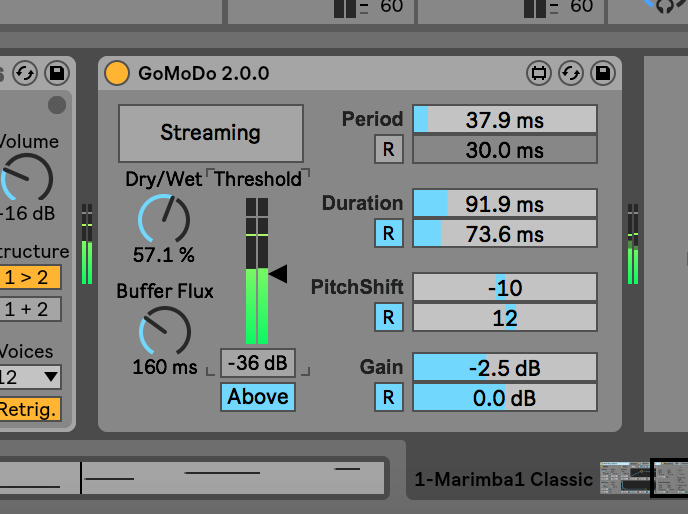 60
60
GoMoDo 2.0.0
Volume
-16 dB
tructure
1 > 2
1 + 2
Voices
12
Retrig.
Streaming
Dry/Wet
57.1 %
Buffer Flux
160 ms
Threshold
-36 dB
Above
Period
R
37.9 ms
30.0 ms
Duration
R
91.9 ms
73.6 ms
PitchShift
R
-10
12
Gain
R
-2.5 dB
0.0 dB
1-Marimba1 Classic